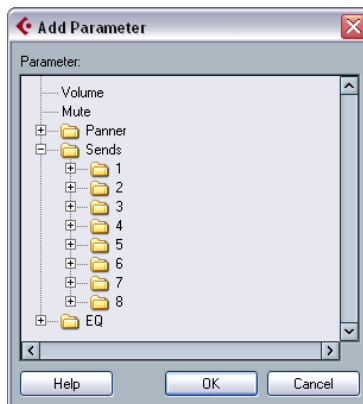 Add Parameter
Parameter:
Volume
Mute
Panner
Sends
1
2
3
4
5
6
7
8
EQ
Help OK Cancel